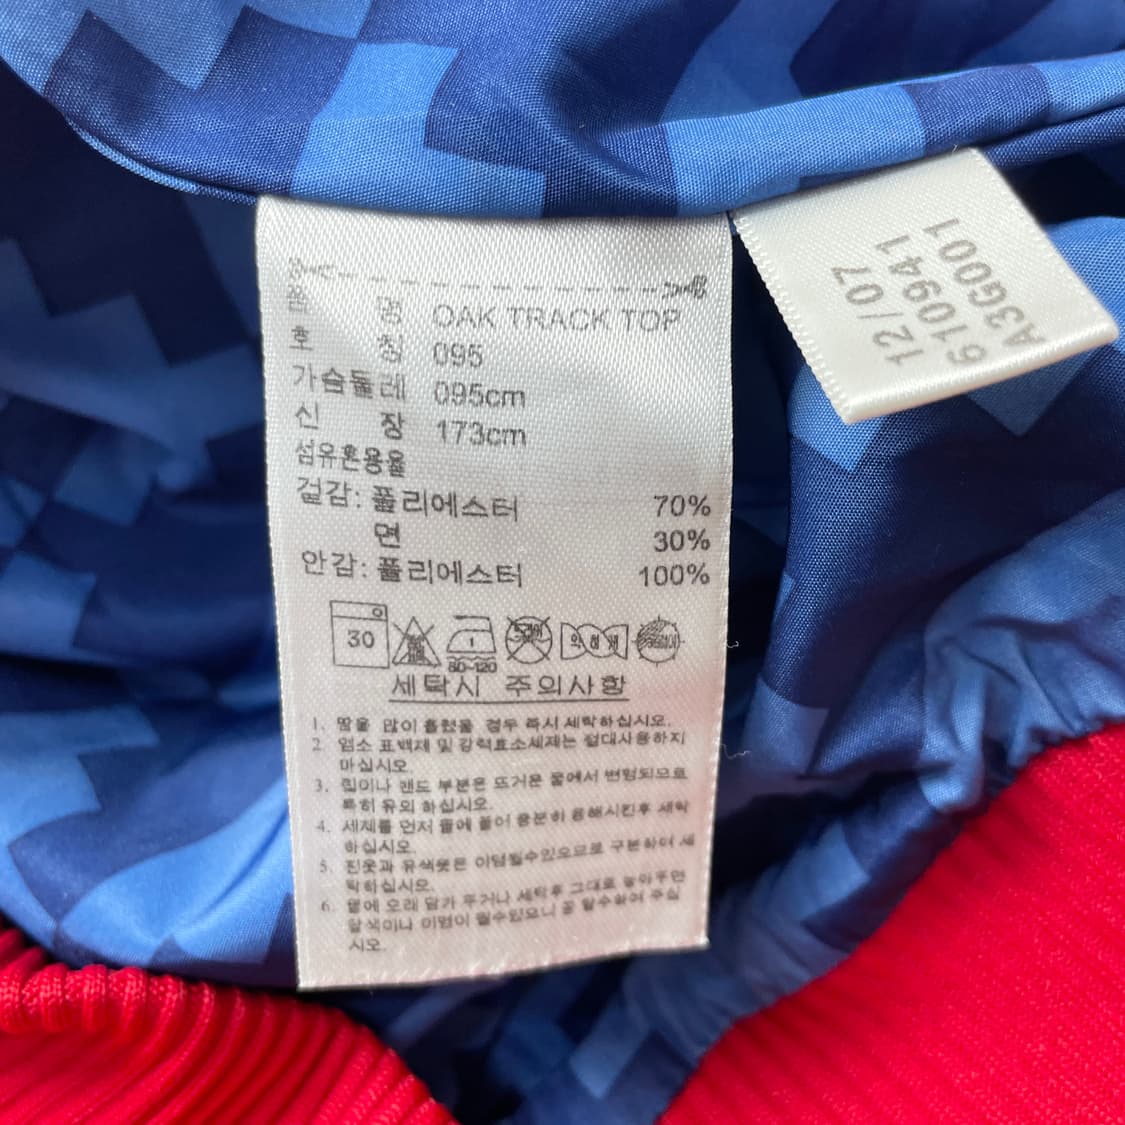 품 명 OAK TRACK TOP
호 칭 095
가슴둘레 095cm
신 장 173cm
섬유혼용율
겉감: 폴리에스터 70%
면 30%
안감: 폴리에스터 100%
30
1
80-120
약하게
세탁시 주의사항
1. 땀을 많이 흘렸을 경우 즉시 세탁하십시오.
2. 염소 표백제 및 강력효소세제는 절대사용하지
마십시오.
3. 립이나 밴드 부분은 뜨거운 물에서 변형되므로
특히 유의 하십시오.
4. 세제를 먼저 물에 풀어 충분히 용해시킨후 세탁
하십시오.
5. 흰옷과 유색옷은 이염될수있으므로 구분하여 세
탁하십시오.
6. 물에 오래 담가 두거나 세탁후 그대로 놓아두면
탈색이나 이염이 될수있으니 곧 탈수하여 주십
시오.
12/07
610941
A3G001